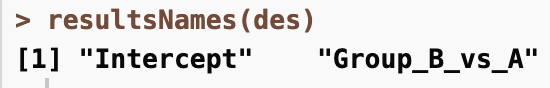 > resultsNames(des)
[1] "Intercept"    "Group_B_vs_A"